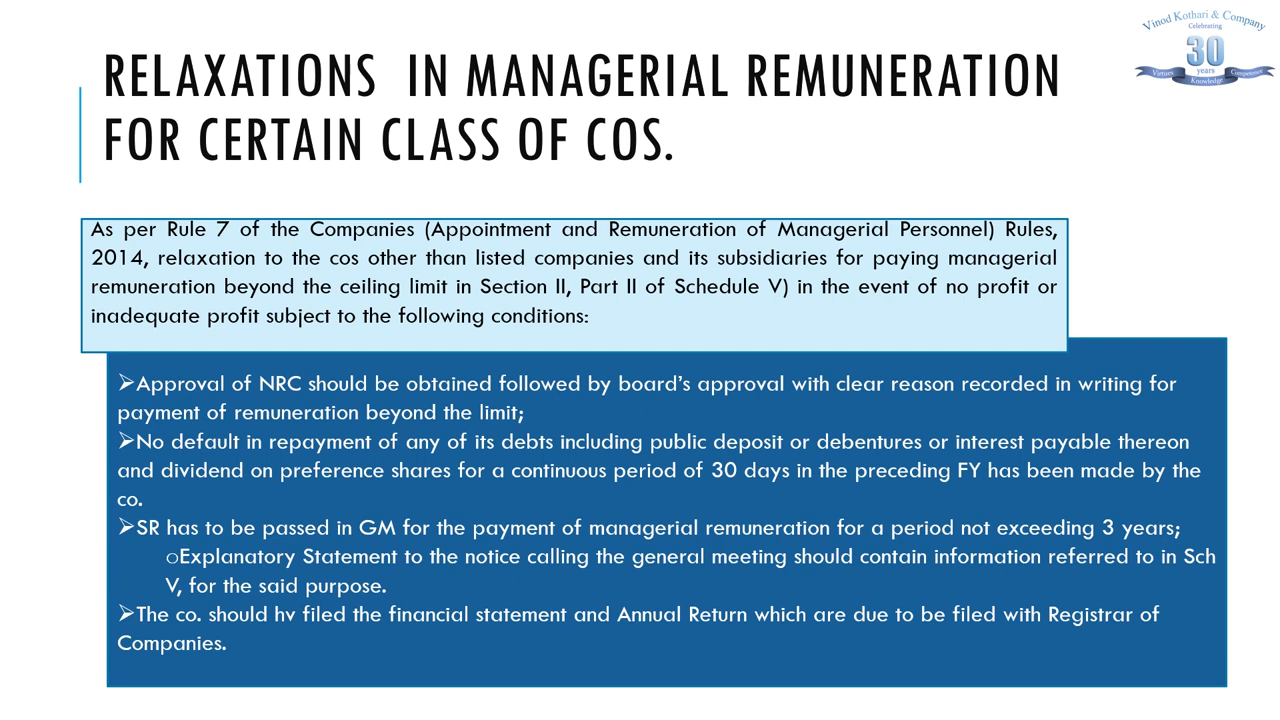 Vinod Kothari & Company
Celebrating
30
years
Virtues Knowledge Competencies
RELAXATIONS IN MANAGERIAL REMUNERATION
FOR CERTAIN CLASS OF COS.
As per Rule 7 of the Companies (Appointment and Remuneration of Managerial Personnel) Rules,
2014, relaxation to the cos other than listed companies and its subsidiaries for paying managerial
remuneration beyond the ceiling limit in Section II, Part II of Schedule V) in the event of no profit or
inadequate profit subject to the following conditions:
➢Approval of NRC should be obtained followed by board’s approval with clear reason recorded in writing for
payment of remuneration beyond the limit;
➢No default in repayment of any of its debts including public deposit or debentures or interest payable thereon
and dividend on preference shares for a continuous period of 30 days in the preceding FY has been made by the
co.
➢SR has to be passed in GM for the payment of managerial remuneration for a period not exceeding 3 years;
oExplanatory Statement to the notice calling the general meeting should contain information referred to in Sch
V, for the said purpose.
➢The co. should hv filed the financial statement and Annual Return which are due to be filed with Registrar of
Companies.